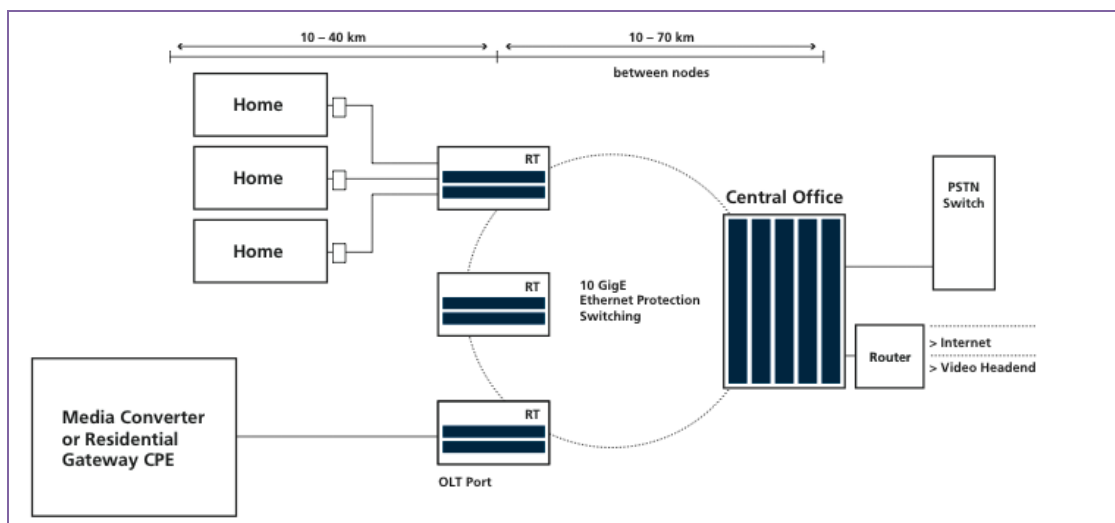 10 – 40 km
10 – 70 km
between nodes
Home
Home
Home
RT
RT
RT
OLT Port
10 GigE
Ethernet Protection
Switching
Central Office
PSTN
Switch
Router
> Internet
> Video Headend
Media Converter
or Residential
Gateway CPE